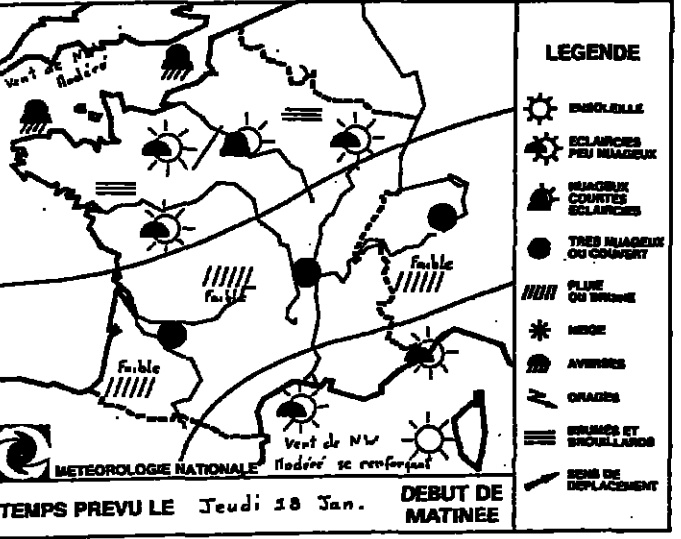 Vent de NW
Modéré
Faible
Faible
Faible
Vent de NW
Modéré se renforçant
METEOROLOGIE NATIONALE
TEMPS PREVU LE Jeudi 18 Jan.
DEBUT DE
MATINEE
LEGENDE
ENSOLEILLE
ECLAIRCIES
PEU NUAGEUX
NUAGEUX
COURTES
ECLAIRCIES
TRES NUAGEUX
OU COUVERT
PLUIE
OU BRUINE
NEIGE
AVERSES
ORAGES
BRUMES ET
BROUILLARDS
SENS DE
DEPLACEMENT